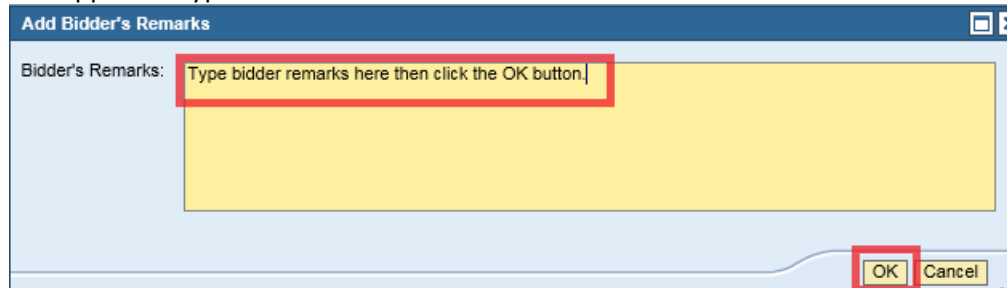 Add Bidder's Remarks
Bidder's Remarks: Type bidder remarks here then click the OK button.
OK Cancel